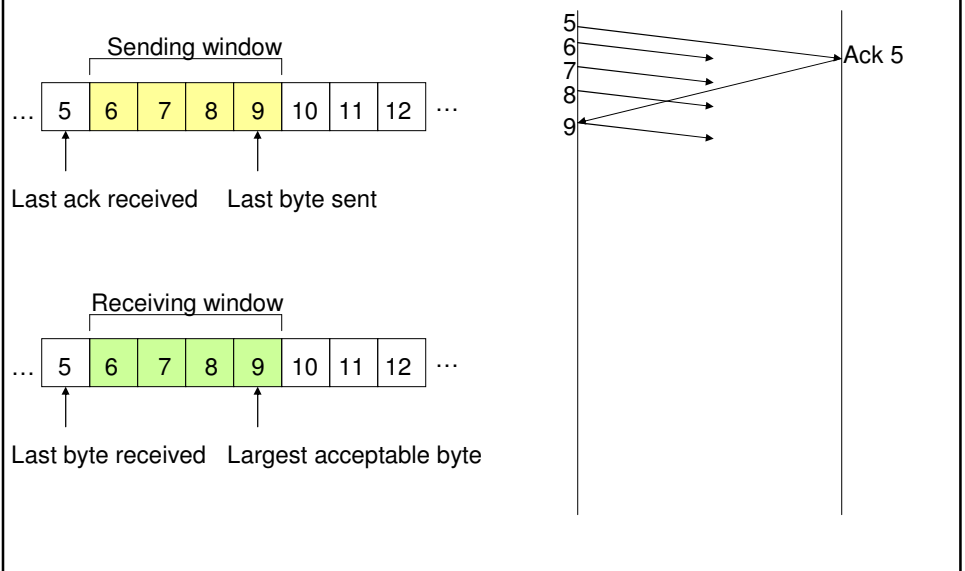 Sending window
… 5 6 7 8 9 10 11 12 …
Last ack received Last byte sent
Receiving window
… 5 6 7 8 9 10 11 12 …
Last byte received Largest acceptable byte
5
6
7
8
9
Ack 5